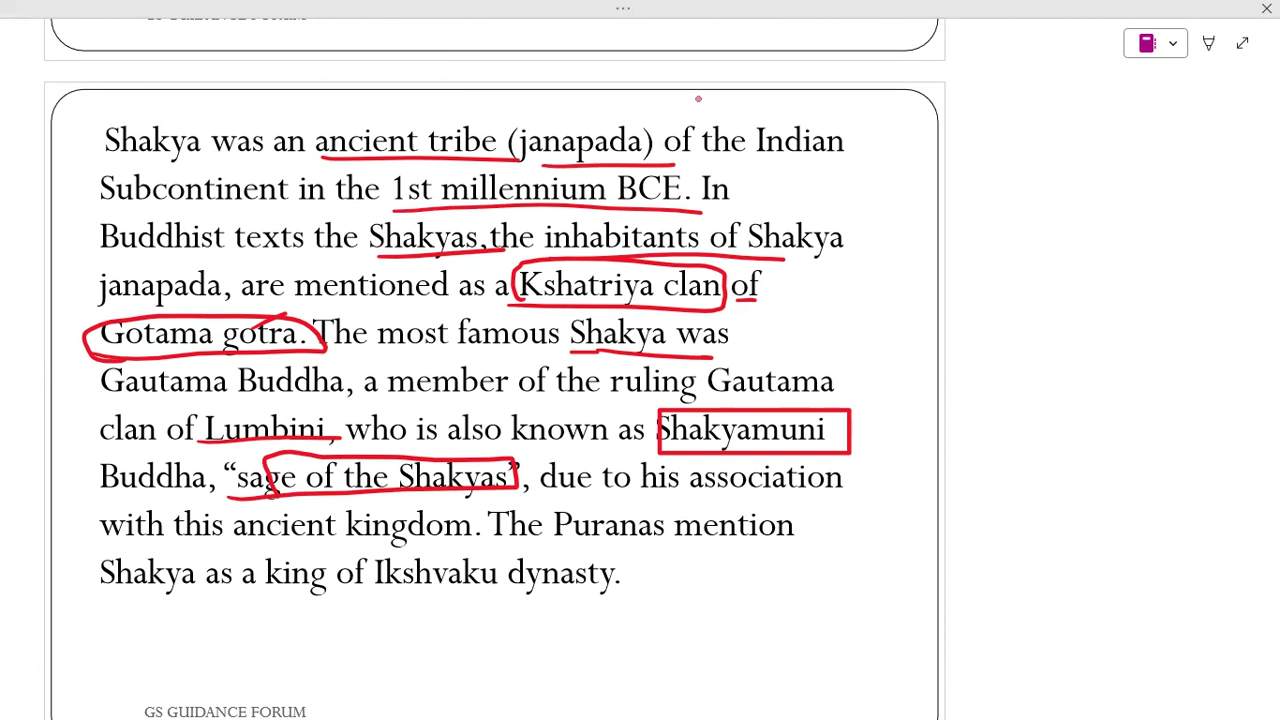 Shakya was an ancient tribe (janapada) of the Indian
Subcontinent in the 1st millennium BCE. In
Buddhist texts the Shakyas,the inhabitants of Shakya
janapada, are mentioned as a Kshatriya clan of
Gotama gotra. The most famous Shakya was
Gautama Buddha, a member of the ruling Gautama
clan of Lumbini, who is also known as Shakyamuni
Buddha, “sage of the Shakyas”, due to his association
with this ancient kingdom. The Puranas mention
Shakya as a king of Ikshvaku dynasty.
GS GUIDANCE FORUM